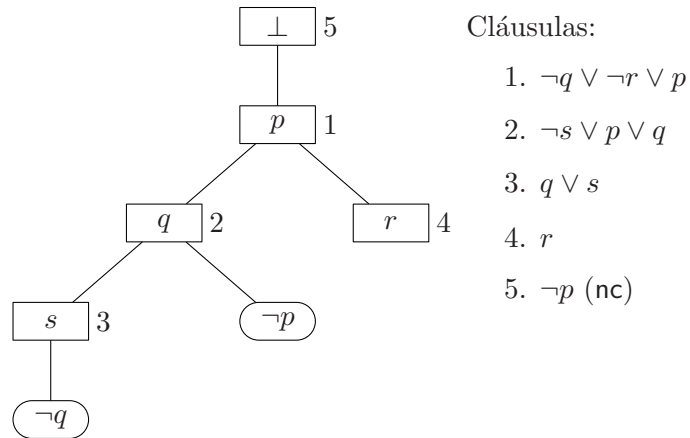 ⊥ 5
p 1
q 2
r 4
s 3
¬p
¬q
Cláusulas:
1. ¬q ∨ ¬r ∨ p
2. ¬s ∨ p ∨ q
3. q ∨ s
4. r
5. ¬p (nc)